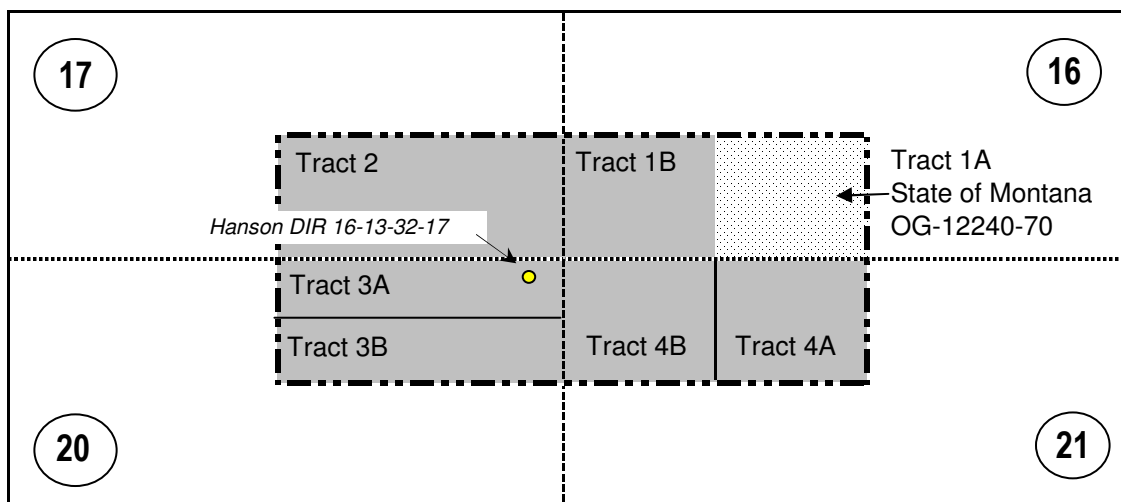 17
16
Tract 2
Tract 1B
Tract 1A
State of Montana
OG-12240-70
Hanson DIR 16-13-32-17
Tract 3A
Tract 3B
Tract 4B
Tract 4A
20
21